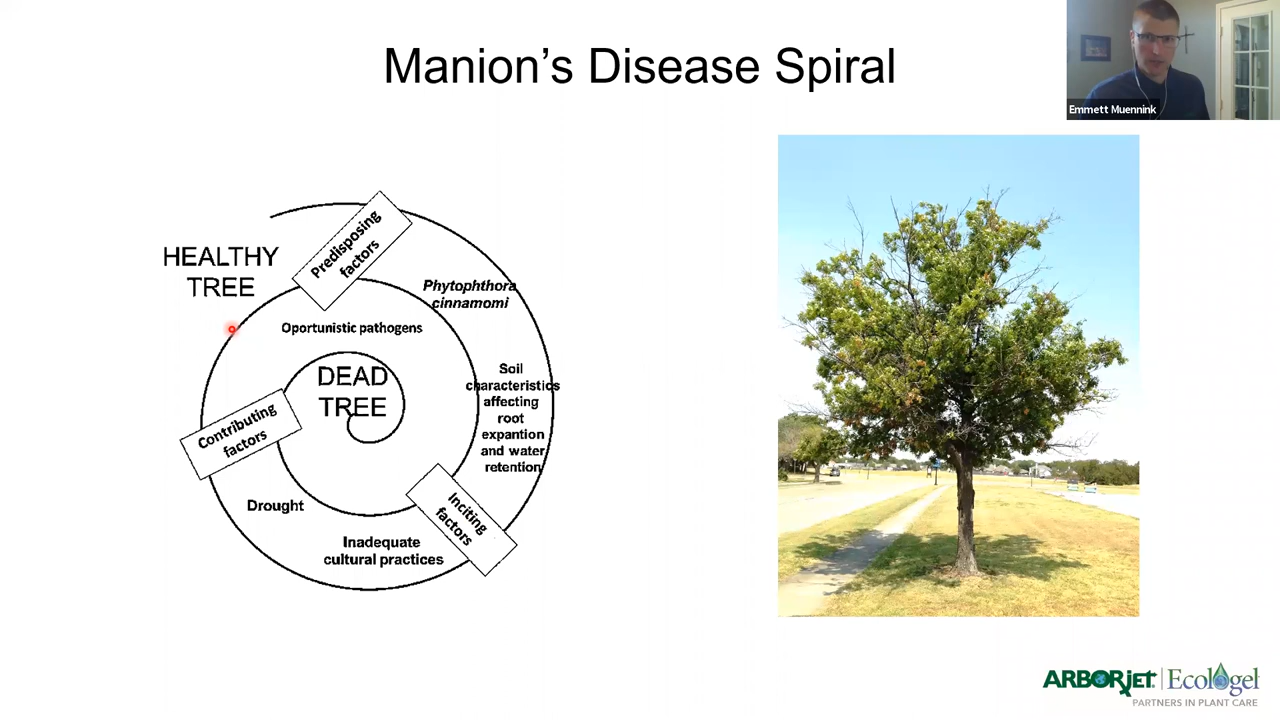 Manion's Disease Spiral
Emmett Muennink
HEALTHY
TREE
Predisposing
factors
Phytophthora
cinnamomi
Oportunistic pathogens
DEAD
TREE
Soil
characteristics
affecting
root
expantion
and water
retention
Contributing
factors
Inciting
factors
Drought
Inadequate
cultural practices
ARBORjET | Ecologel
PARTNERS IN PLANT CARE